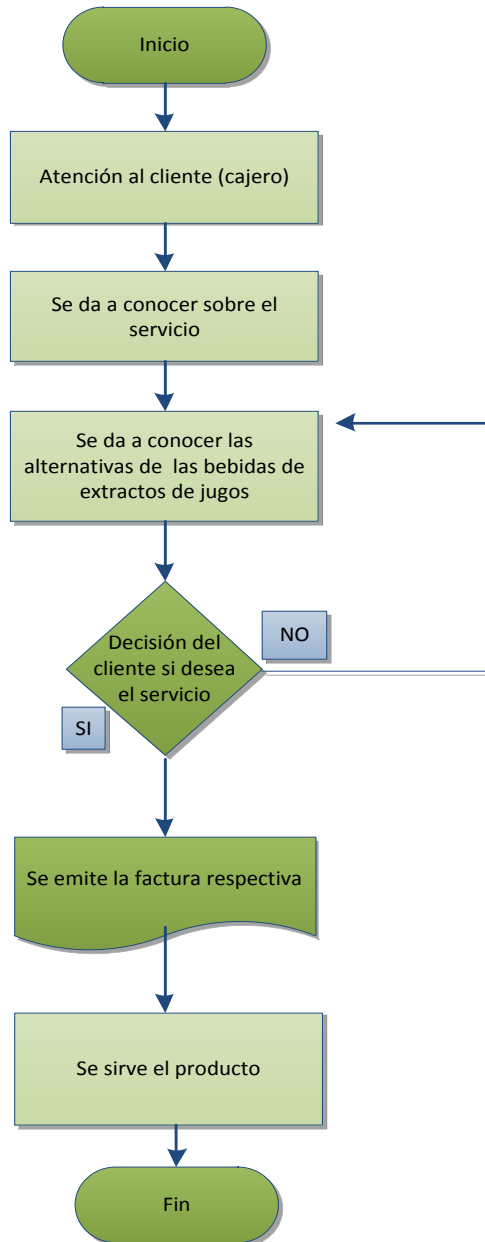 Inicio
Atención al cliente (cajero)
Se da a conocer sobre el
servicio
Se da a conocer las
alternativas de las bebidas de
extractos de jugos
Decisión del
cliente si desea
el servicio
NO
SI
Se emite la factura respectiva
Se sirve el producto
Fin